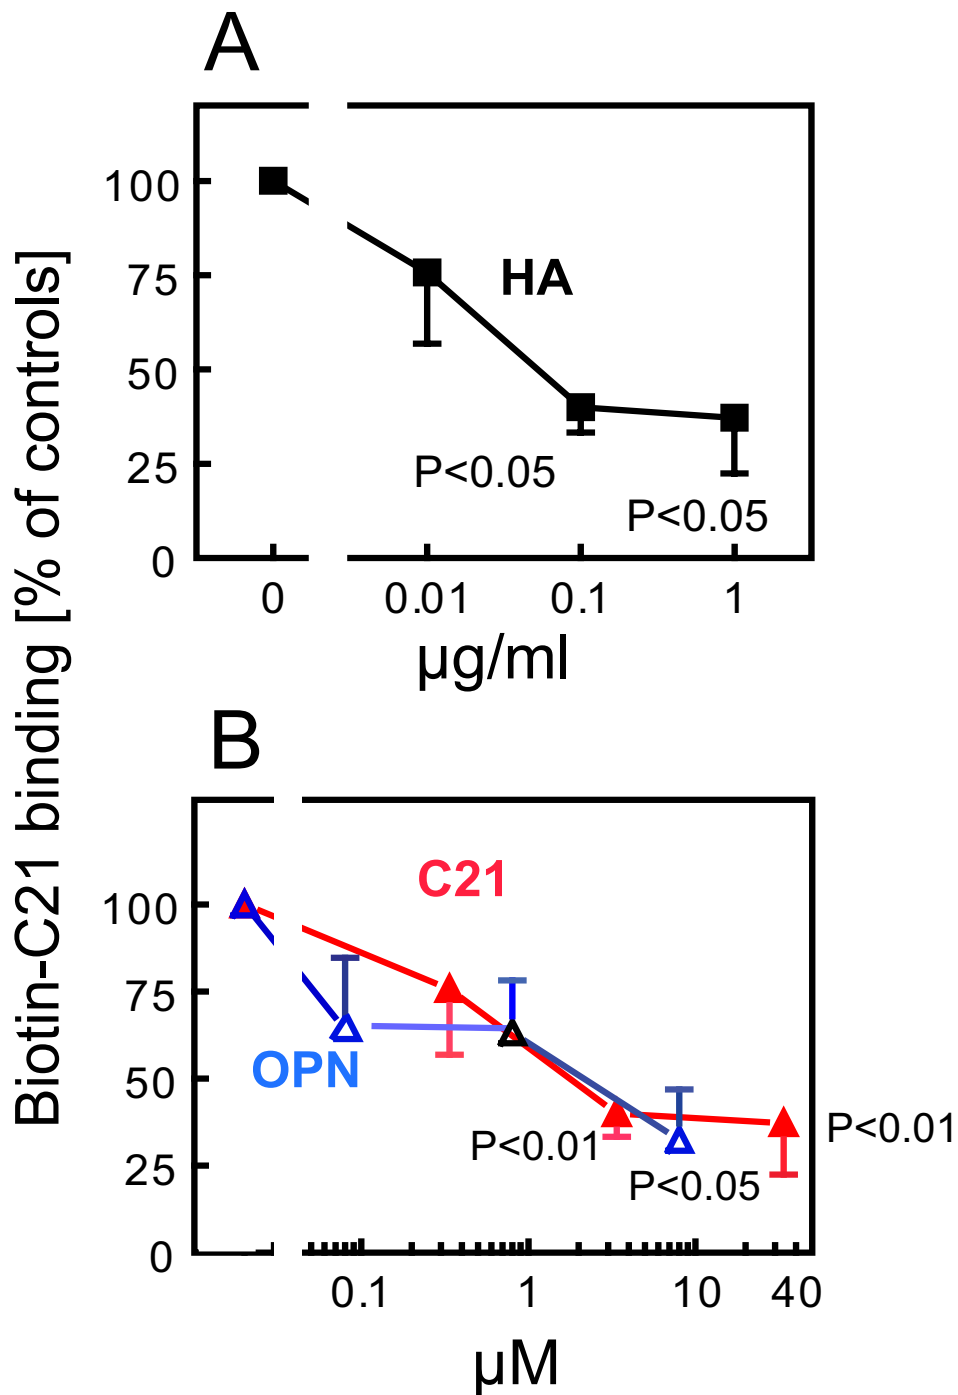 A
Biotin-C21 binding [% of controls]
100
75
50
25
0
HA
P<0.05
P<0.05
0 0.01 0.1 1
µg/ml
B
100
75
50
25
0
C21
OPN
P<0.01
P<0.05
P<0.01
0.1 1 10 40
µM